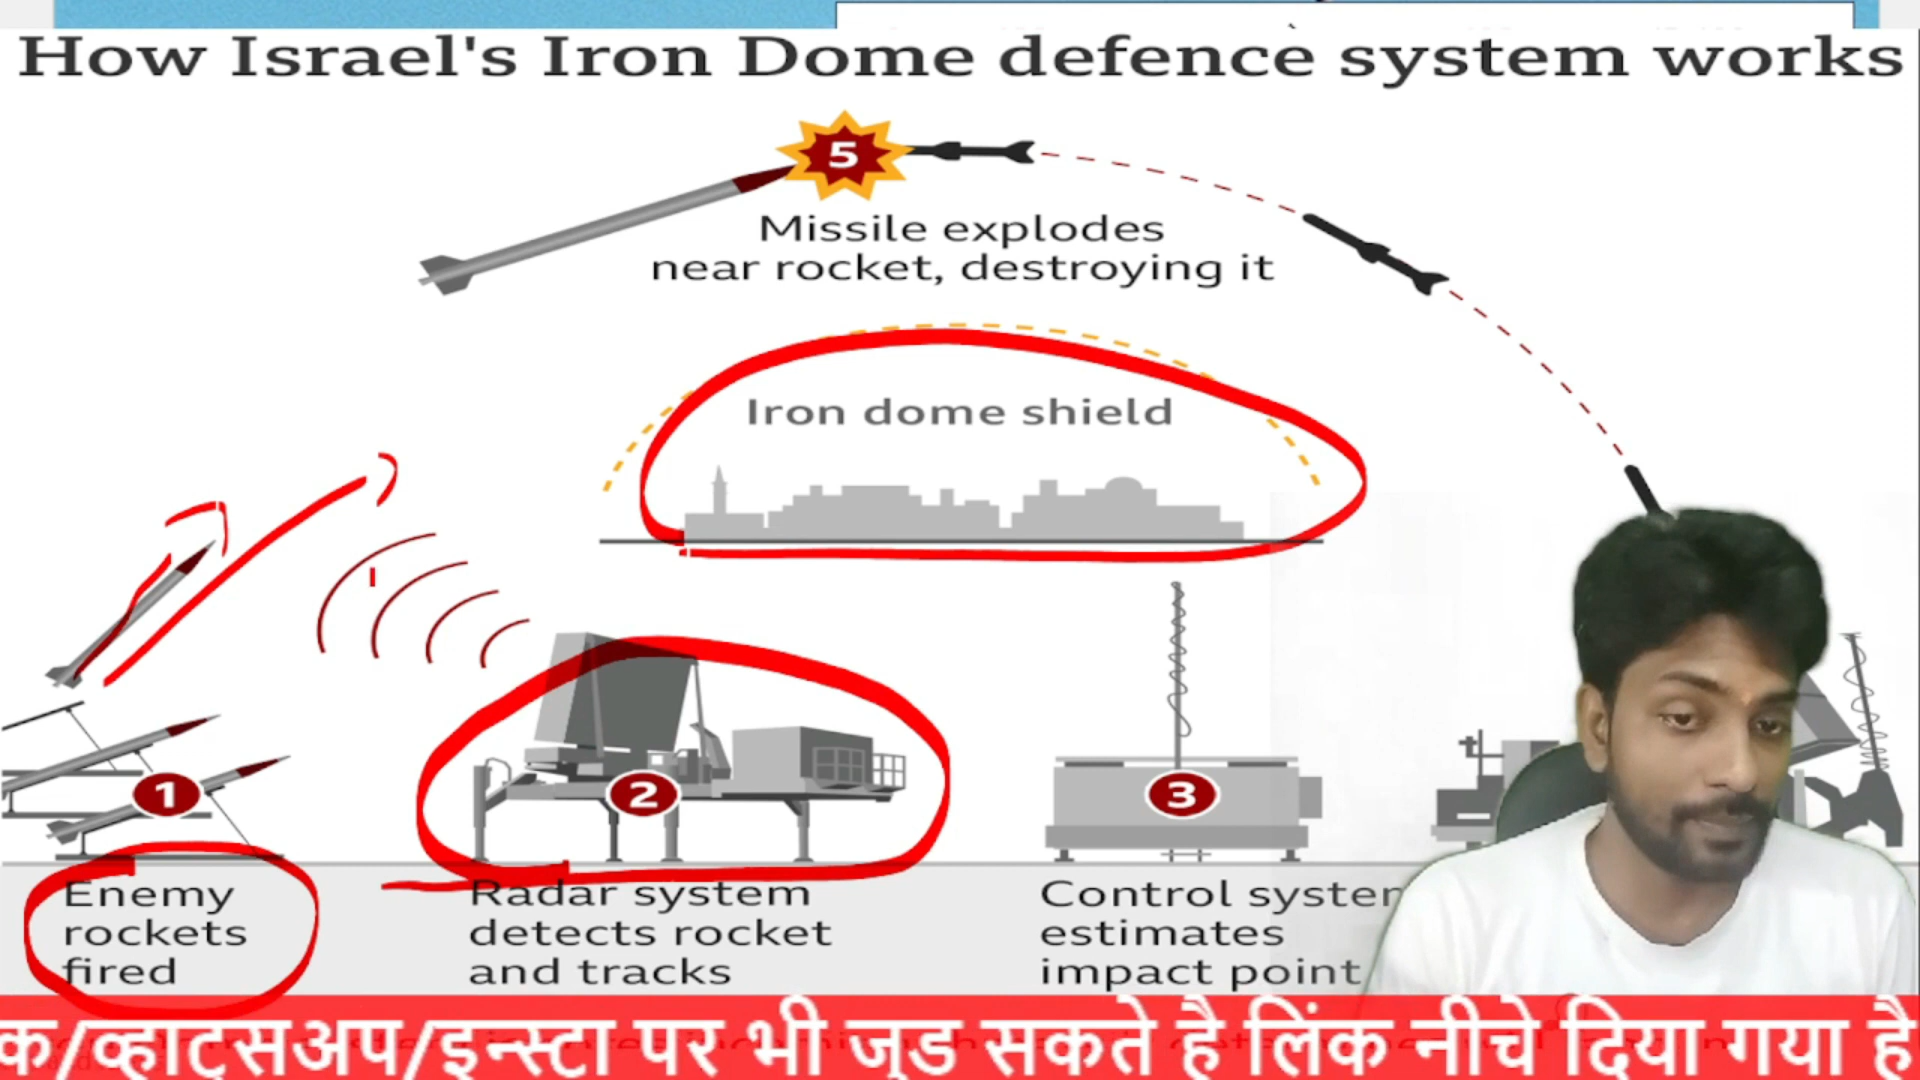 How Israel's Iron Dome defence system works
5
Missile explodes
near rocket, destroying it
Iron dome shield
1
2
3
Enemy
rockets
fired
Radar system
detects rocket
and tracks
Control system
estimates
impact point
क/व्हाट्सअप/इन्स्टा पर भी जुड सकते है लिंक नीचे दिया गया है